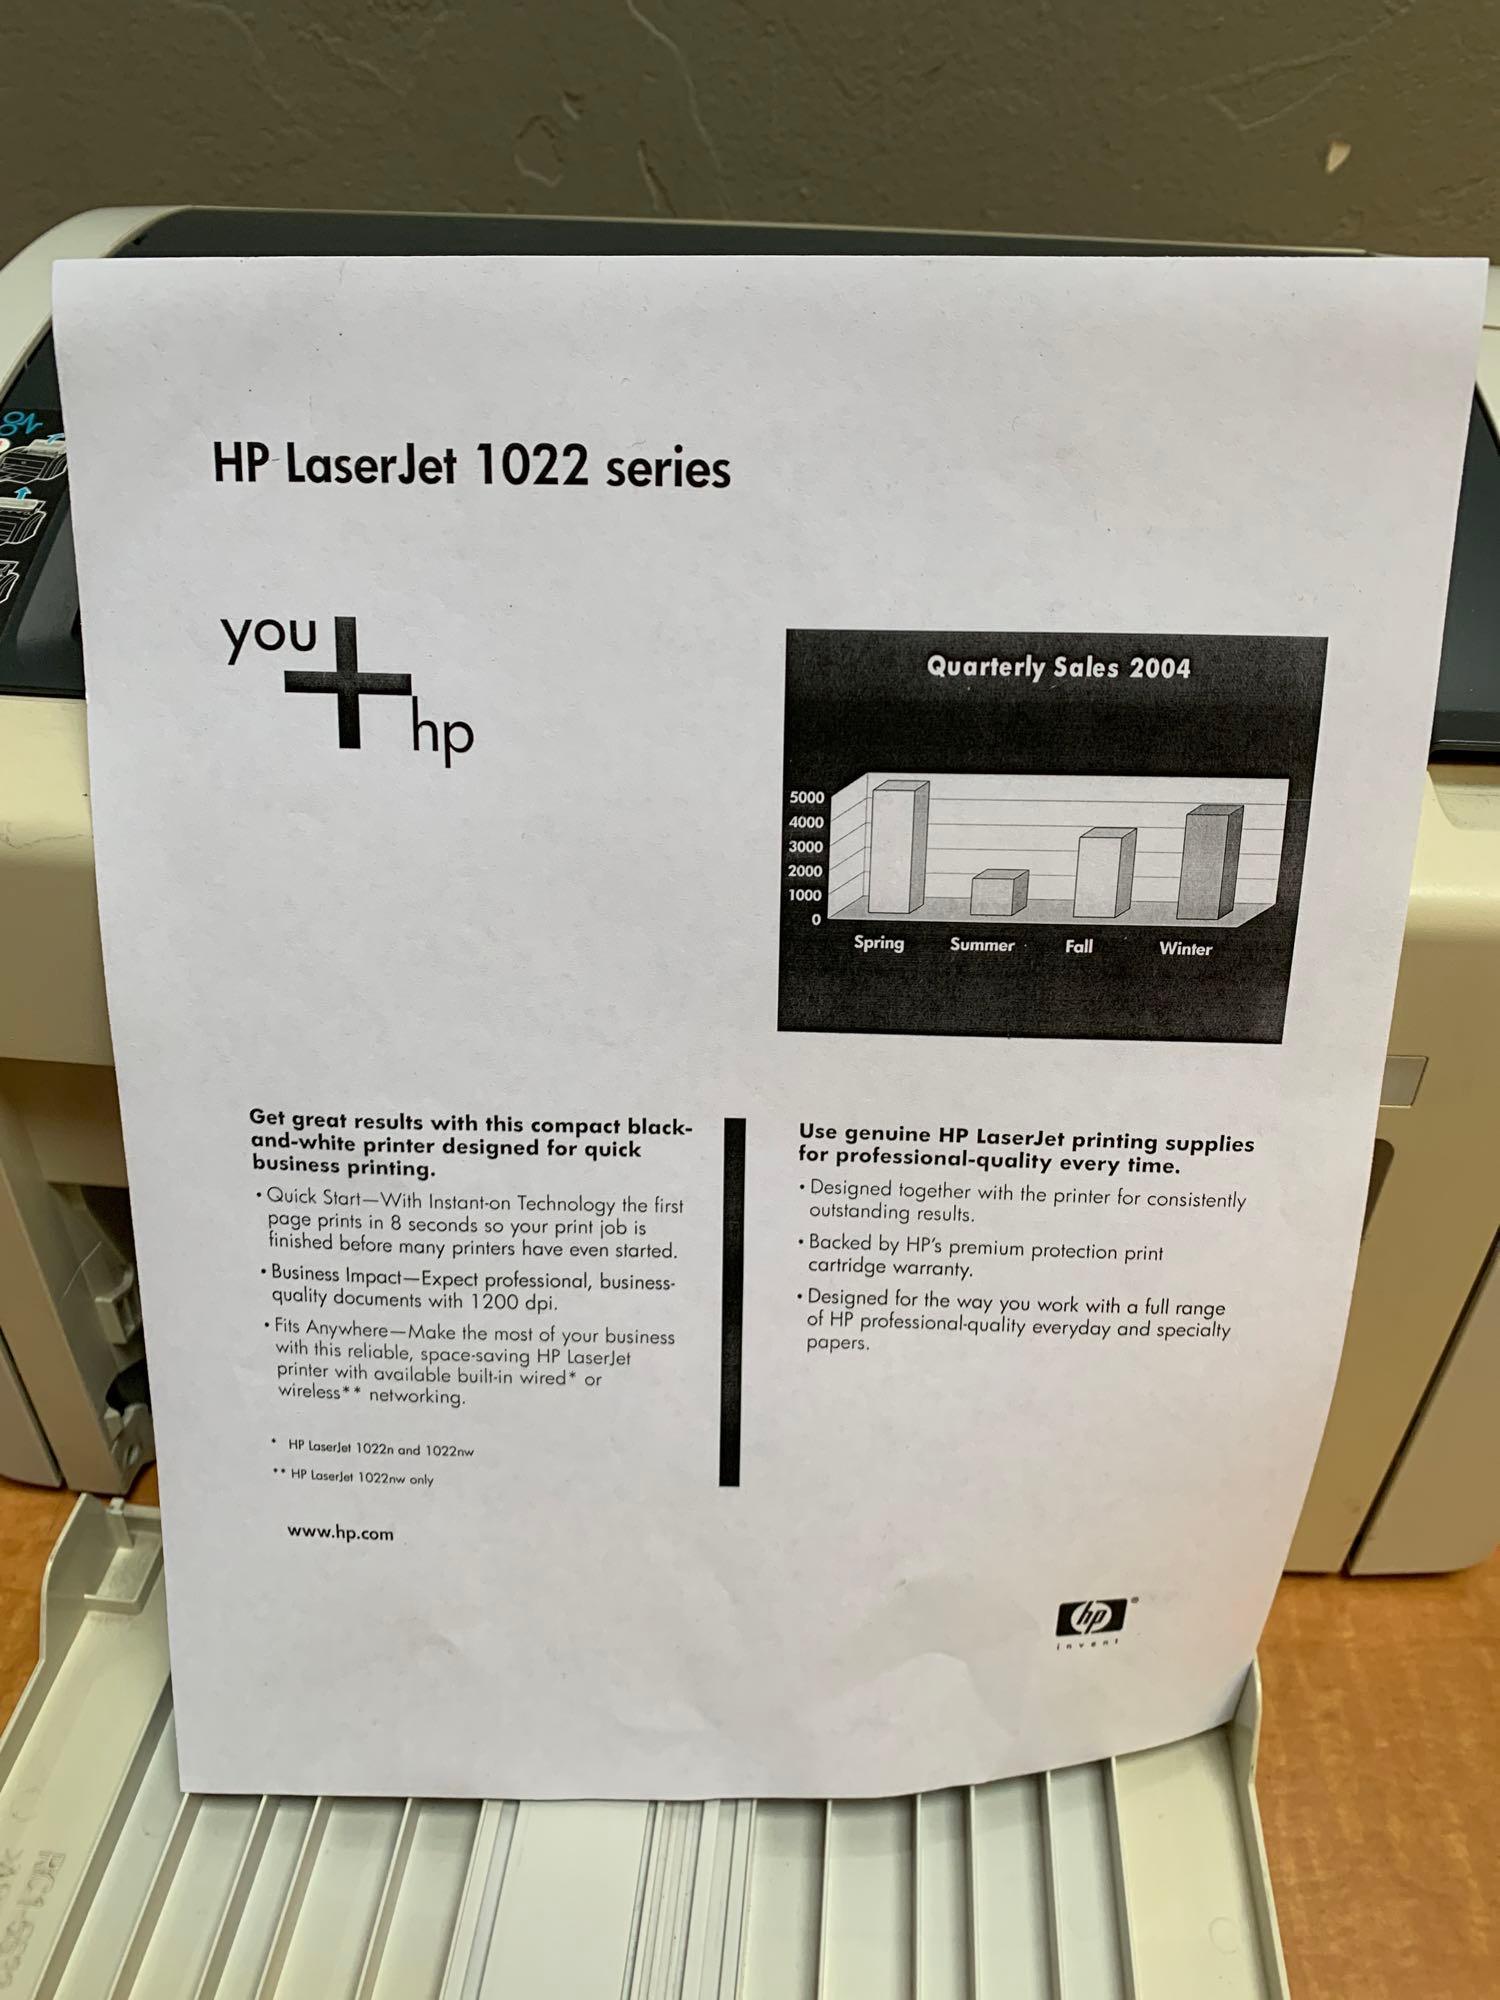 HP LaserJet 1022 series
you
hp
Quarterly Sales 2004
5000
4000
3000
2000
1000
0
Spring Summer Fall Winter
Get great results with this compact black-
and-white printer designed for quick
business printing.
• Quick Start—With Instant-on Technology the first
page prints in 8 seconds so your print job is
finished before many printers have even started.
• Business Impact—Expect professional, business-
quality documents with 1200 dpi.
• Fits Anywhere—Make the most of your business
with this reliable, space-saving HP LaserJet
printer with available built-in wired* or
wireless** networking.
* HP LaserJet 1022n and 1022nw
** HP LaserJet 1022nw only
www.hp.com
Use genuine HP LaserJet printing supplies
for professional-quality every time.
• Designed together with the printer for consistently
outstanding results.
• Backed by HP's premium protection print
cartridge warranty.
• Designed for the way you work with a full range
of HP professional-quality everyday and specialty
papers.
hp®
invent